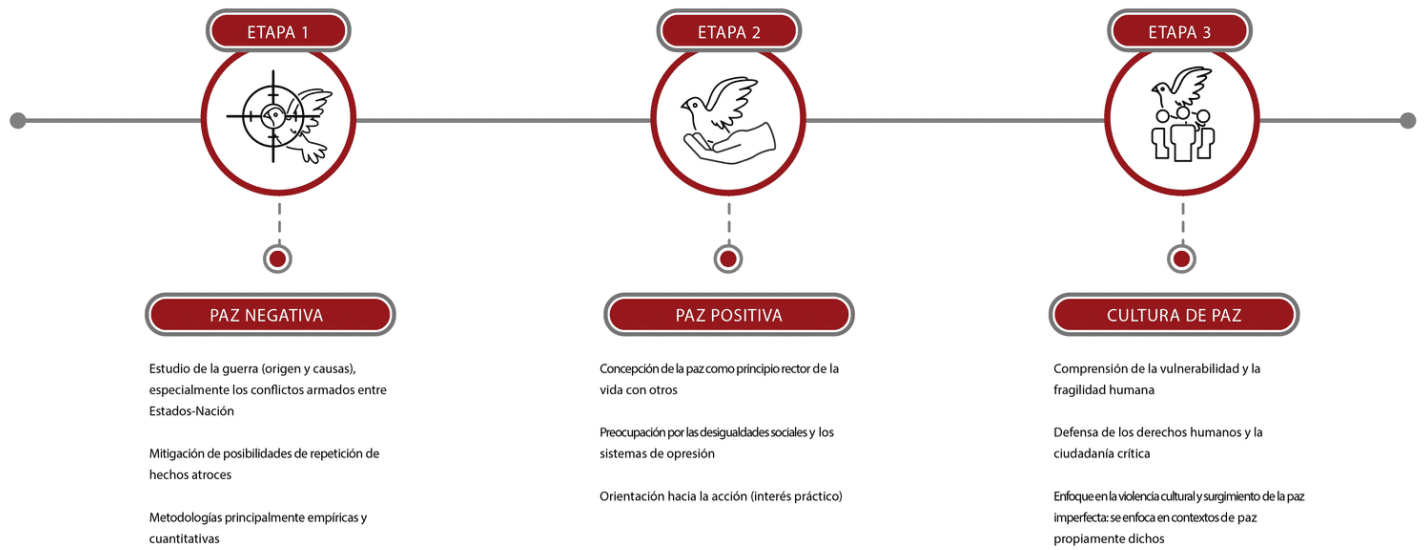 ETAPA 1
ETAPA 2
ETAPA 3
PAZ NEGATIVA
Estudio de la guerra (origen y causas),
especialmente los conflictos armados entre
Estados-Nación
Mitigación de posibilidades de repetición de
hechos atroces
Metodologías principalmente empíricas y
cuantitativas
PAZ POSITIVA
Concepción de la paz como principio rector de la
vida con otros
Preocupación por las desigualdades sociales y los
sistemas de opresión
Orientación hacia la acción (interés práctico)
CULTURA DE PAZ
Comprensión de la vulnerabilidad y la
fragilidad humana
Defensa de los derechos humanos y la
ciudadanía crítica
Enfoque en la violencia cultural y surgimiento de la paz
imperfecta: se enfoca en contextos de paz
propiamente dichos